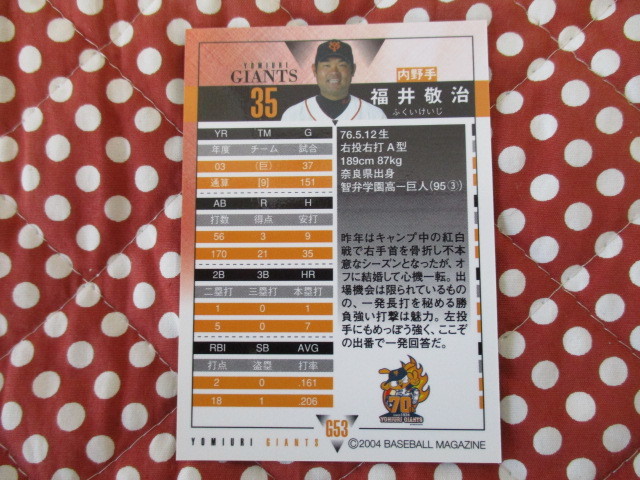 YOMIURI
GIANTS
35
内野手
福井敬治
ふくいけいじ
YR TM G
年度 チーム 試合
03 (巨) 37
通算 [9] 151
AB R H
打数 得点 安打
56 3 9
170 21 35
2B 3B HR
二塁打 三塁打 本塁打
1 0 1
5 0 7
RBI SB AVG
打点 盗塁 打率
2 0 .161
18 1 .206
76.5.12生
右投右打 A型
189cm 87kg
奈良県出身
智弁学園高ー巨人(95③)
昨年はキャンプ中の紅白
戦で右手首を骨折し不本
意なシーズンとなったが、オ
フに結婚して心機一転。出
場機会は限られているもの
の、一発長打を秘める勝
負強い打撃は魅力。左投
手にもめっぽう強く、ここぞ
の出番で一発回答だ。
70
YOMIURI GIANTS
YOMIURI GIANTS
G53
©2004 BASEBALL MAGAZINE